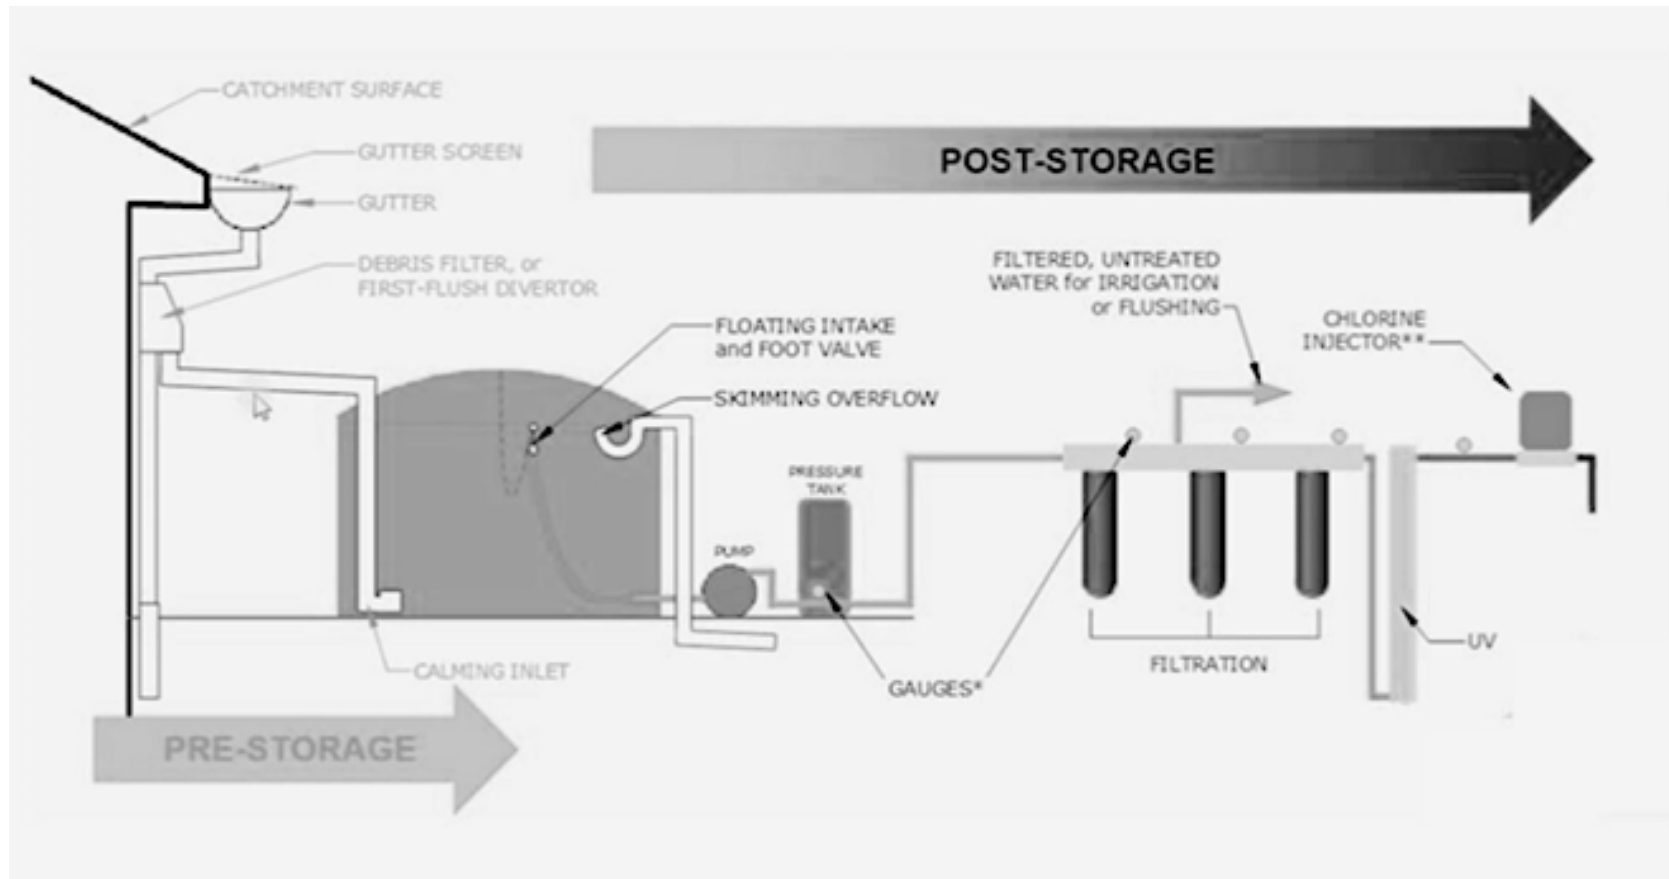 CATCHMENT SURFACE
GUTTER SCREEN
POST-STORAGE
GUTTER
DEBRIS FILTER, or
FIRST-FLUSH DIVERTOR
FILTERED, UNTREATED
WATER for IRRIGATION
or FLUSHING
FLOATING INTAKE
and FOOT VALVE
CHLORINE
INJECTOR**
SKIMMING OVERFLOW
PRESSURE
TANK
PUMP
UV
FILTRATION
CALMING INLET
GAUGES*
PRE-STORAGE